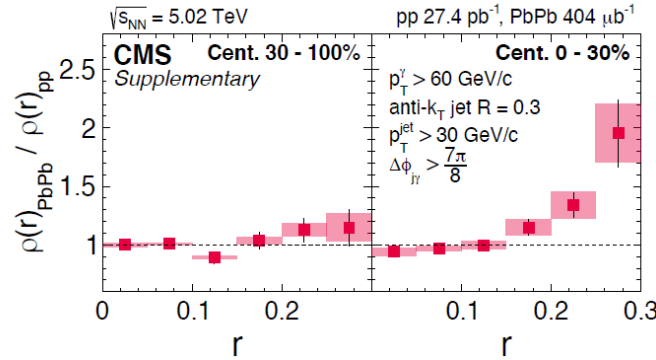 √s_NN = 5.02 TeV
pp 27.4 pb⁻¹, PbPb 404 μb⁻¹
CMS
Supplementary
Cent. 30 - 100%
Cent. 0 - 30%
p_T^γ > 60 GeV/c
anti-k_T jet R = 0.3
p_T^jet > 30 GeV/c
Δφ_jγ > 7π/8
ρ(r)_PbPb / ρ(r)_pp
2.5
2
1.5
1
0 0.1 0.2
0.1 0.2 0.3
r
r